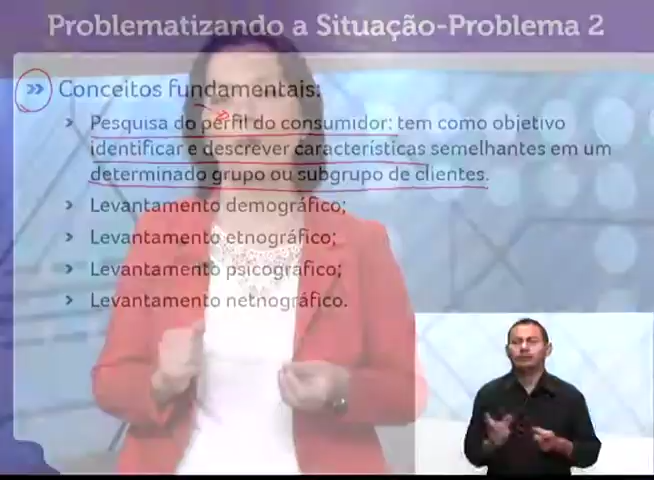 Problematizando a Situação-Problema 2
Conceitos fundamentais:
Pesquisa do perfil do consumidor: tem como objetivo
identificar e descrever características semelhantes em um
determinado grupo ou subgrupo de clientes.
Levantamento demográfico;
Levantamento etnográfico;
Levantamento psicográfico;
Levantamento netnográfico.